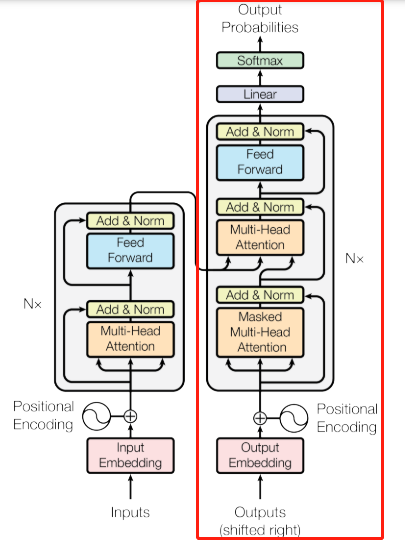 Output
Probabilities
Softmax
Linear
Add & Norm
Feed
Forward
Add & Norm
Multi-Head
Attention
Add & Norm
Masked
Multi-Head
Attention
N×
Positional
Encoding
Output
Embedding
Outputs
(shifted right)
Add & Norm
Feed
Forward
Add & Norm
Multi-Head
Attention
N×
Positional
Encoding
Input
Embedding
Inputs